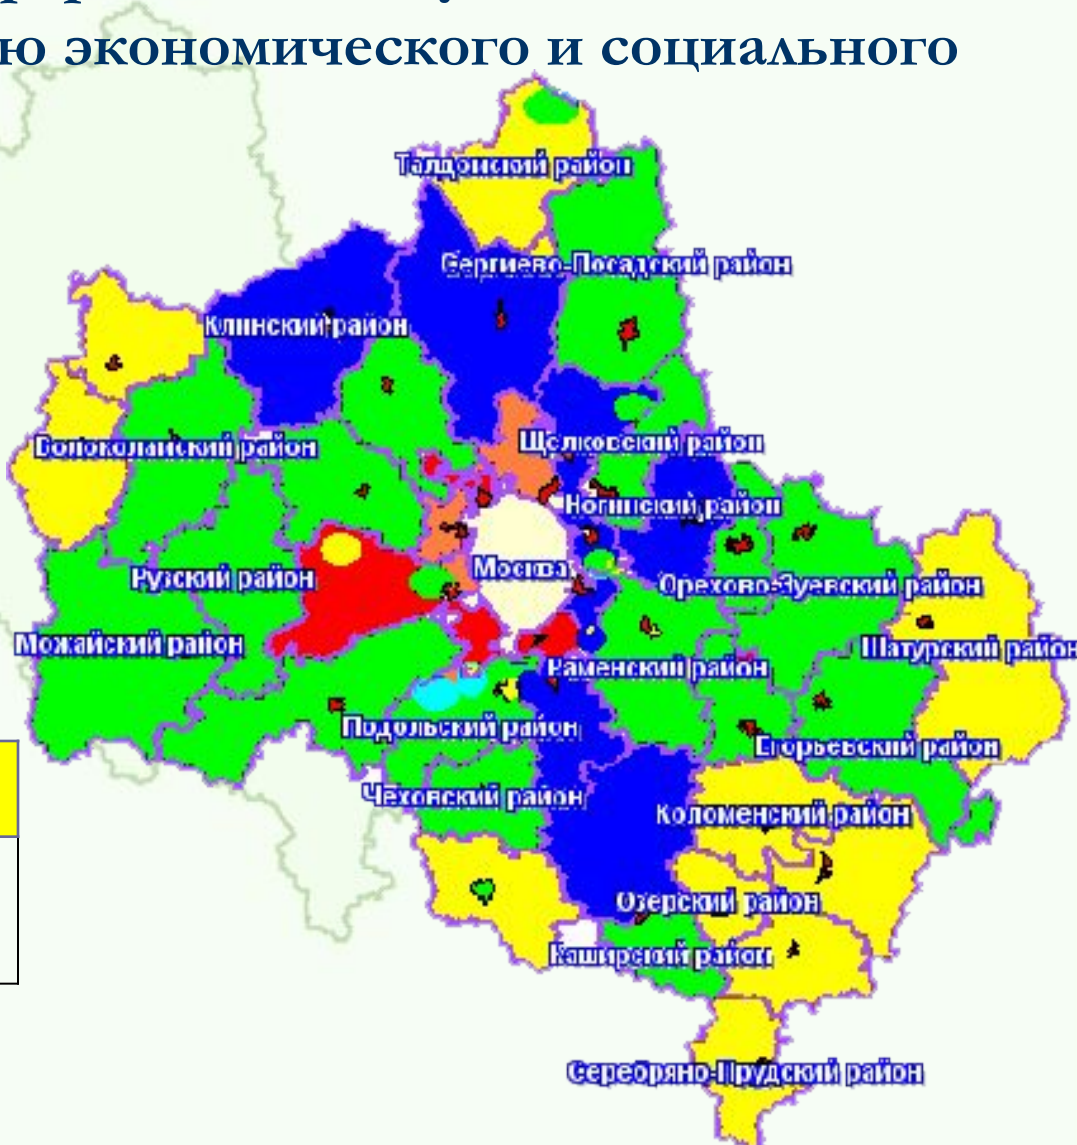 ю экономического и социального
Талдомский район
Сергиево-Посадский район
Клинский район
Щелковский район
Волоколамский район
Ногинский район
Москва
Рузский район
Орехово-Зуевский район
Можайский район
Шатурский район
Раменский район
Подольский район
Егорьевский район
Чеховский район
Коломенский район
Озерский район
Каширский район
Серебряно-Прудский район